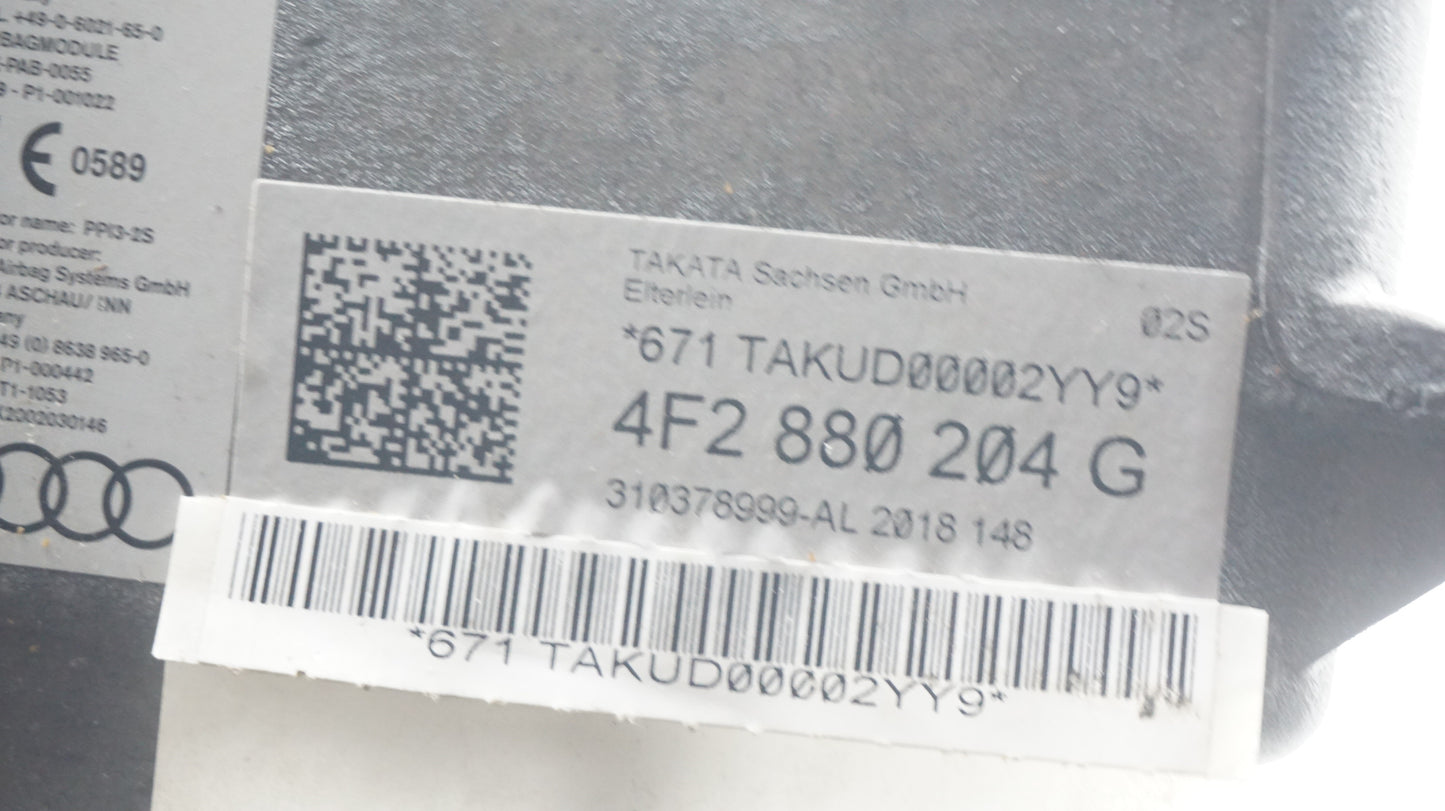 +49-0-6021-65-0
BAGMODULE
-PAB-0055
- P1-001022
CE 0589
or name: PPI3-2S
or producer:
Airbag Systems GmbH
ASCHAU/ INN
49 (0) 8638 965-0
P1-000442
T1-1053
2002030146
TAKATA Sachsen GmbH
Elterlein
02S
*671 TAKUD00002YY9*
4F2 880 204 G
310378999-AL 2018 148
*671 TAKUD00002YY9*